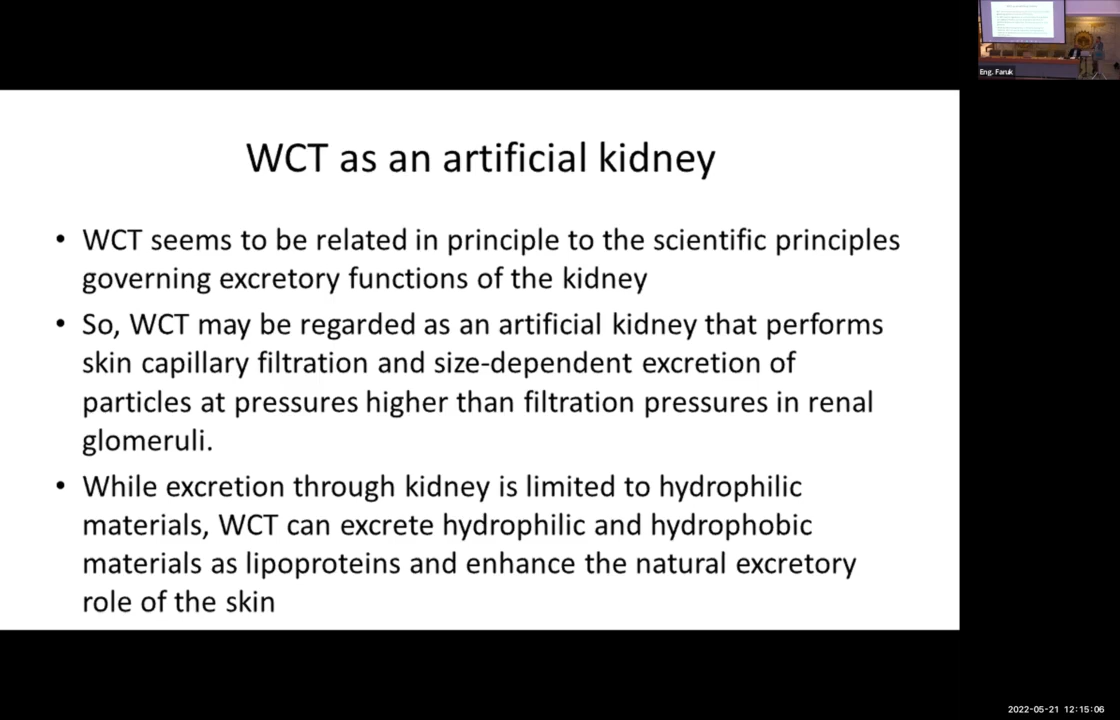 Eng. Faruk
WCT as an artificial kidney
• WCT seems to be related in principle to the scientific principles
governing excretory functions of the kidney
• So, WCT may be regarded as an artificial kidney that performs
skin capillary filtration and size-dependent excretion of
particles at pressures higher than filtration pressures in renal
glomeruli.
• While excretion through kidney is limited to hydrophilic
materials, WCT can excrete hydrophilic and hydrophobic
materials as lipoproteins and enhance the natural excretory
role of the skin
2022-05-21 12:15:06